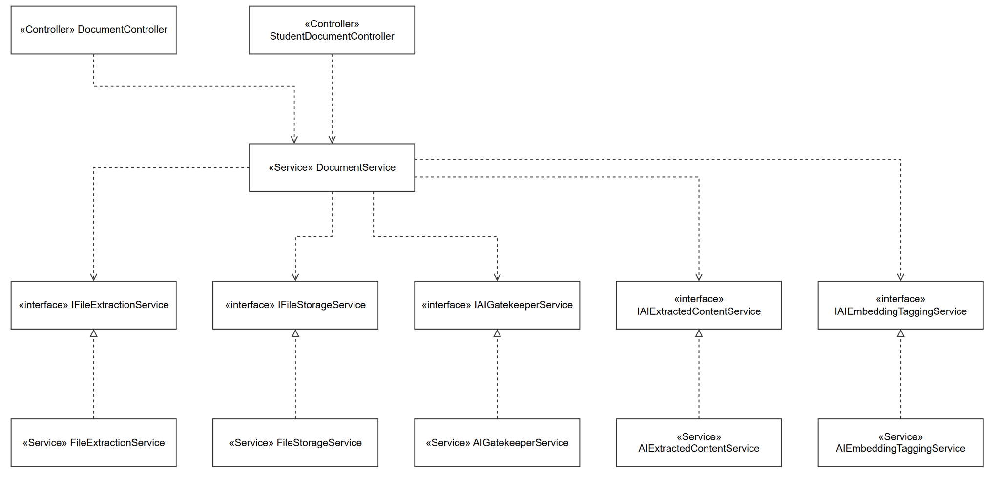 «Controller» DocumentController
«Controller»
StudentDocumentController
«Service» DocumentService
«interface» IFileExtractionService
«interface» IFileStorageService
«interface» IAIGatekeeperService
«interface»
IAIExtractedContentService
«interface»
IAIEmbeddingTaggingService
«Service» FileExtractionService
«Service» FileStorageService
«Service» AIGatekeeperService
«Service»
AIExtractedContentService
«Service»
AIEmbeddingTaggingService